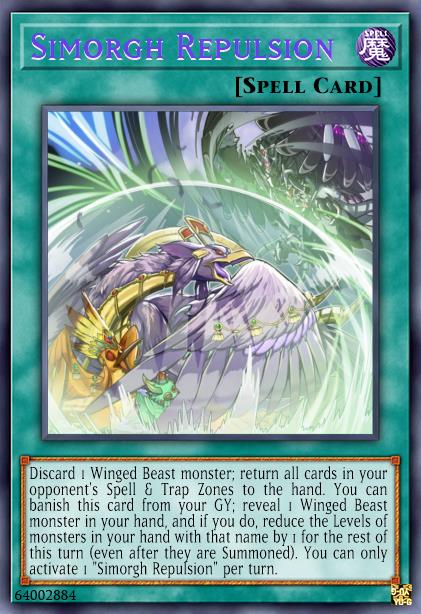 Simorgh Repulsion
SPELL
魔
[Spell Card]
Discard 1 Winged Beast monster; return all cards in your
opponent's Spell & Trap Zones to the hand. You can
banish this card from your GY; reveal 1 Winged Beast
monster in your hand, and if you do, reduce the Levels of
monsters in your hand with that name by 1 for the rest of
this turn (even after they are Summoned). You can only
activate 1 "Simorgh Repulsion" per turn.
64002884